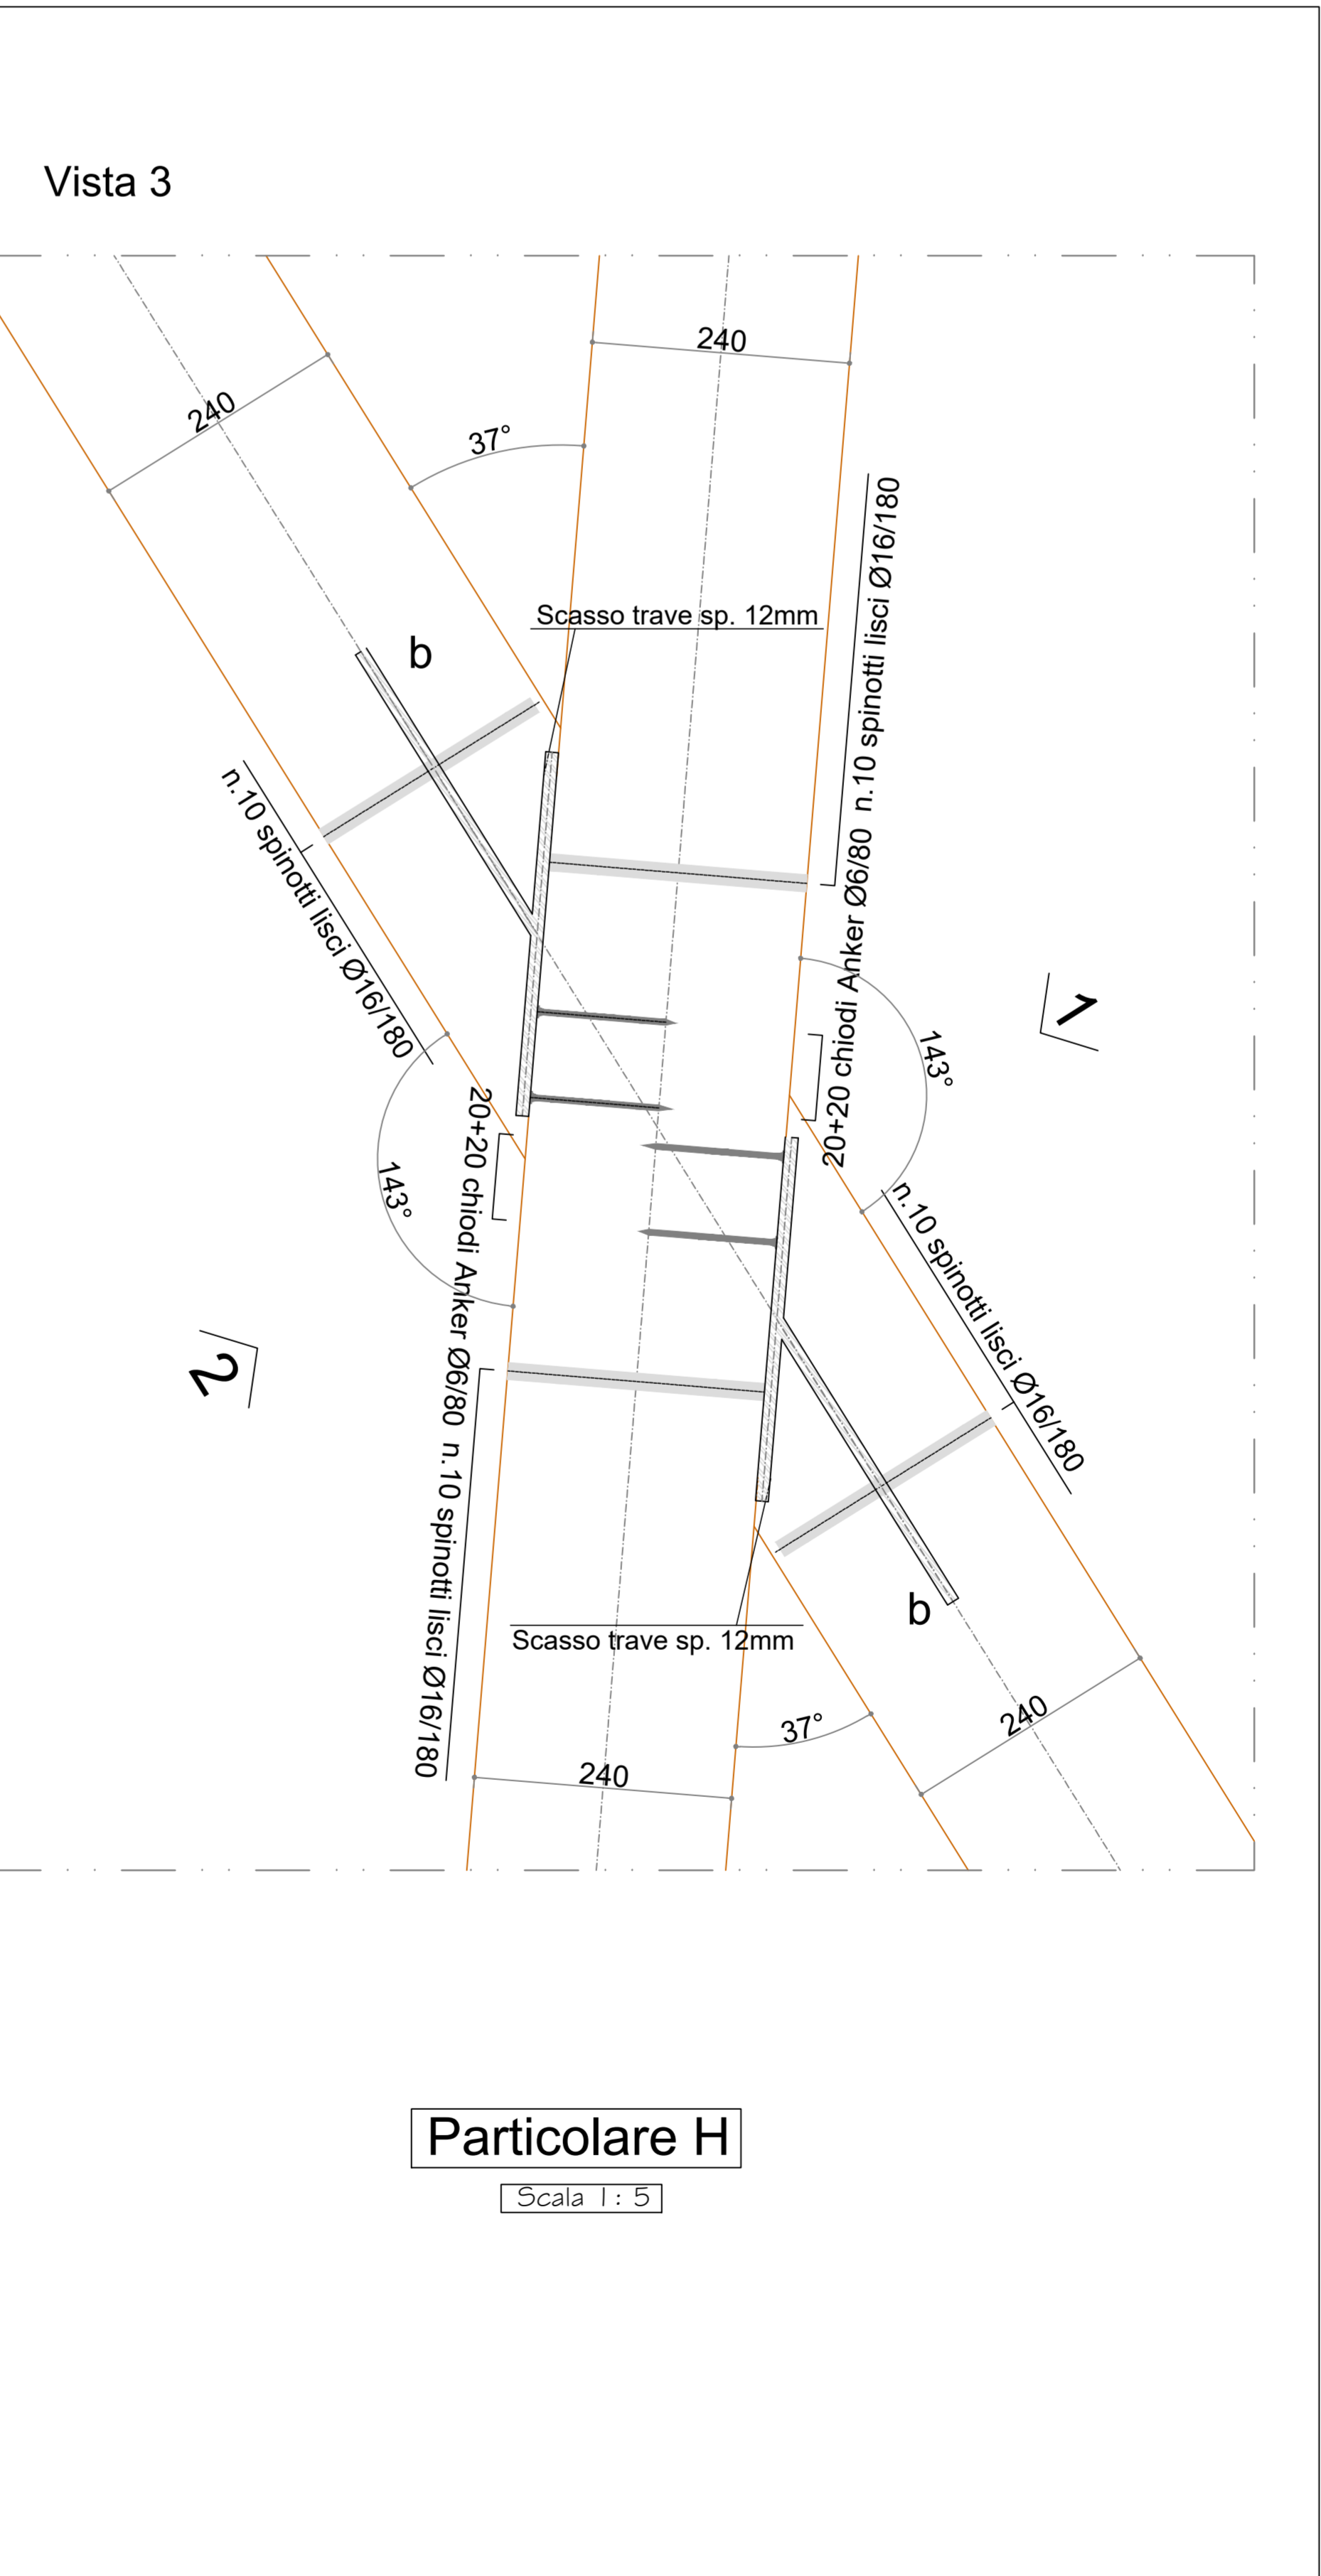 Vista 3
240
240
37°
Scasso trave sp. 12mm
b
n.10 spinotti lisci Ø16/180
20+20 chiodi Anker Ø6/80 n.10 spinotti lisci Ø16/180
1
143°
143°
20+20 chiodi Anker Ø6/80 n.10 spinotti lisci Ø16/180
n.10 spinotti lisci Ø16/180
2
b
Scasso trave sp. 12mm
37°
240
240
Particolare H
Scala 1: 5